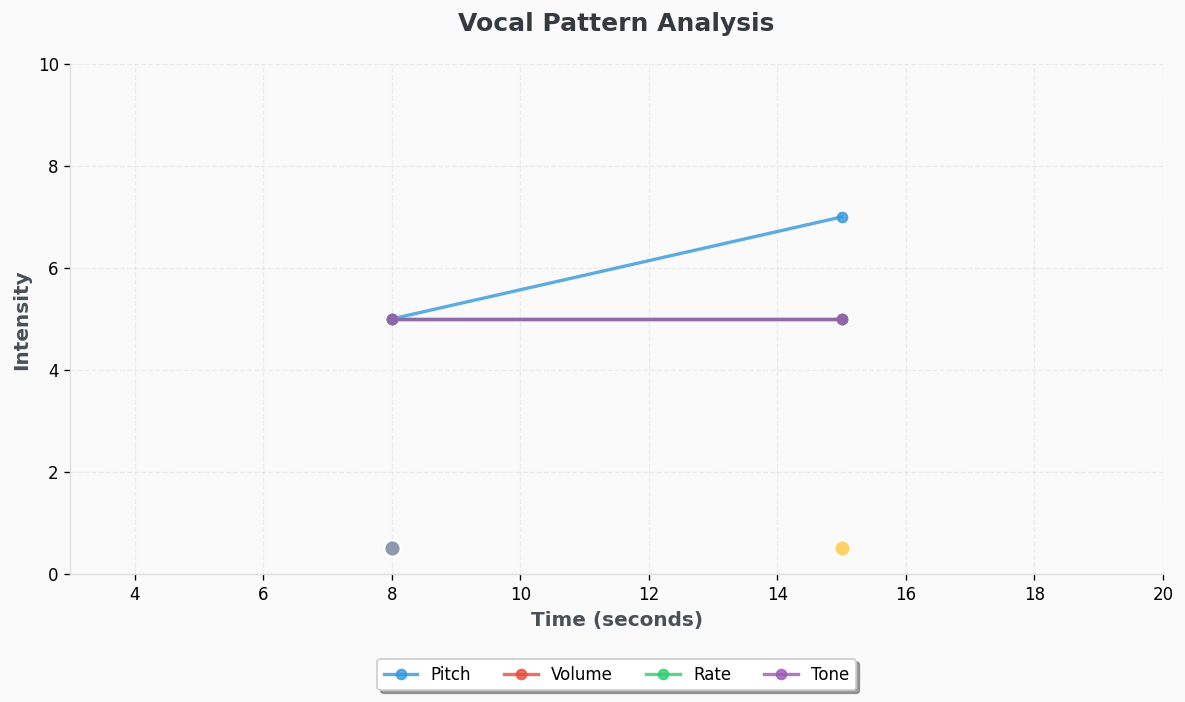 Vocal Pattern Analysis
10
8
6
4
2
0
Intensity
4 6 8 10 12 14 16 18 20
Time (seconds)
Pitch Volume Rate Tone